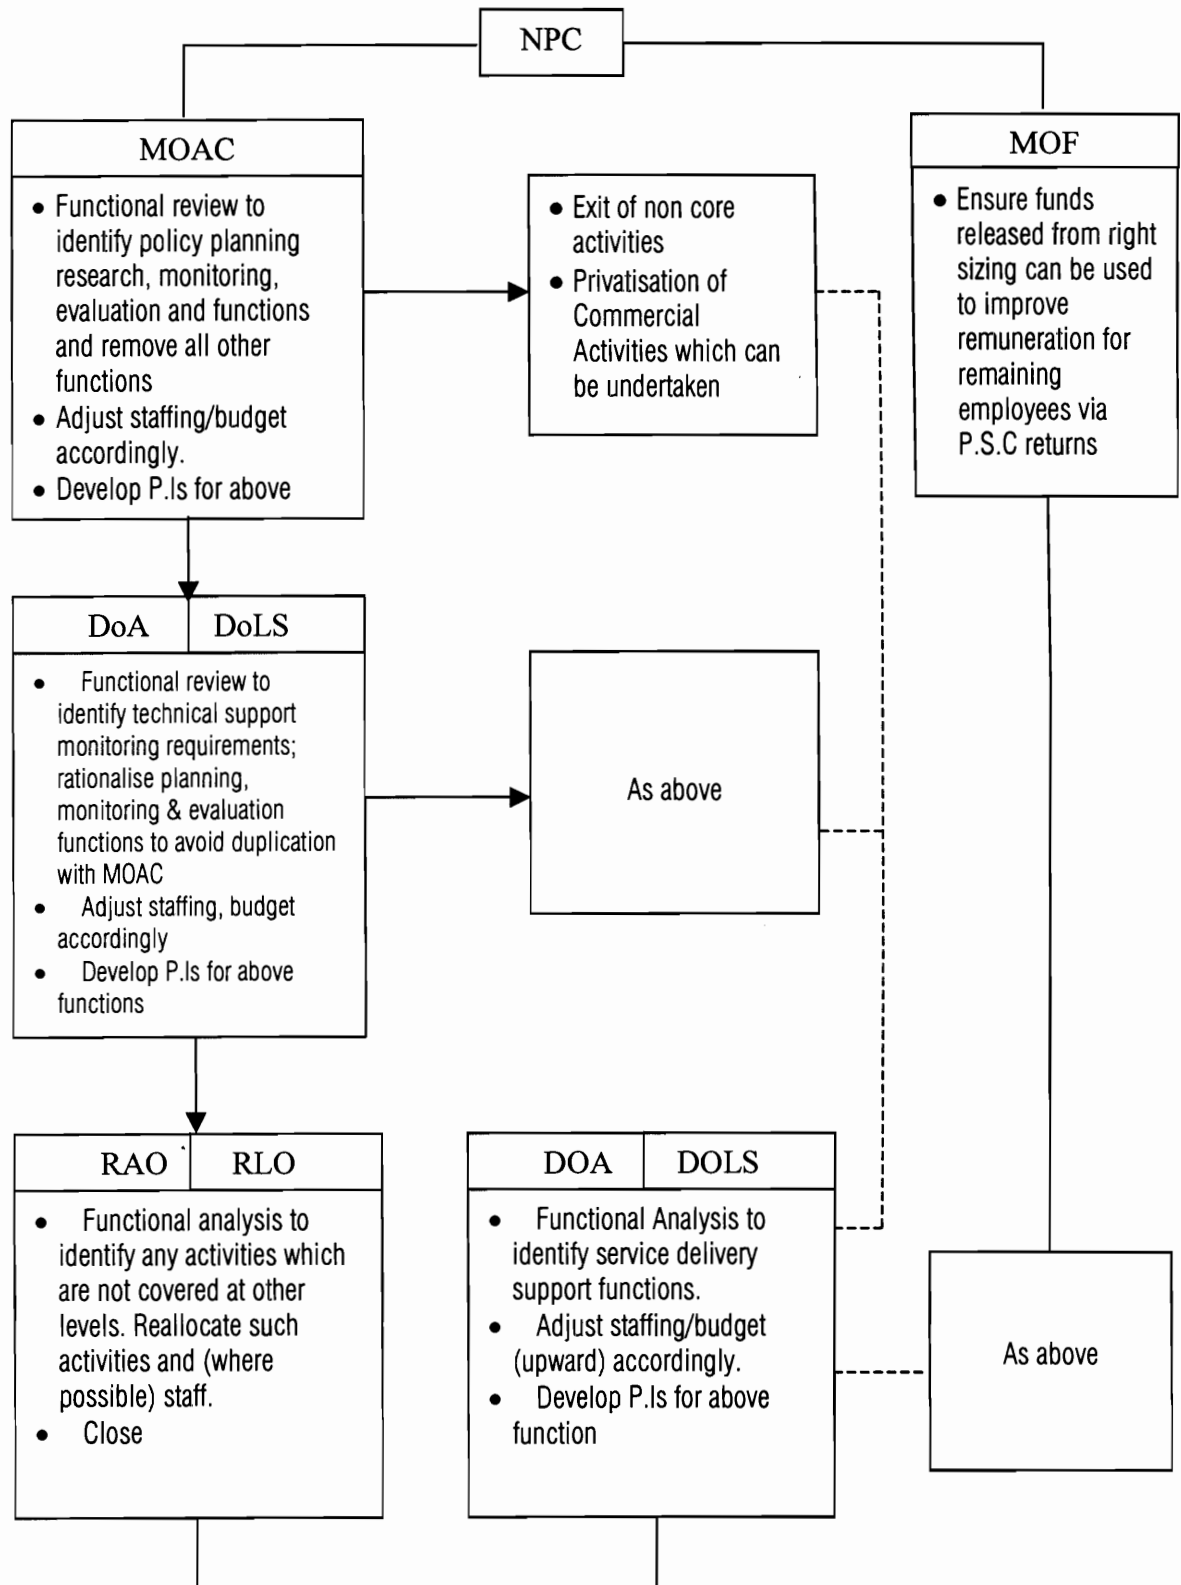 NPC
MOAC
• Functional review to
identify policy planning
research, monitoring,
evaluation and functions
and remove all other
functions
• Adjust staffing/budget
accordingly.
• Develop P.Is for above
• Exit of non core
activities
• Privatisation of
Commercial
Activities which can
be undertaken
MOF
• Ensure funds
released from right
sizing can be used
to improve
remuneration for
remaining
employees via
P.S.C returns
DoA DoLS
• Functional review to
identify technical support
monitoring requirements;
rationalise planning,
monitoring & evaluation
functions to avoid duplication
with MOAC
• Adjust staffing, budget
accordingly
• Develop P.Is for above
functions
As above
RAO RLO
• Functional analysis to
identify any activities which
are not covered at other
levels. Reallocate such
activities and (where
possible) staff.
• Close
DOA DOLS
• Functional Analysis to
identify service delivery
support functions.
• Adjust staffing/budget
(upward) accordingly.
• Develop P.Is for above
function
As above